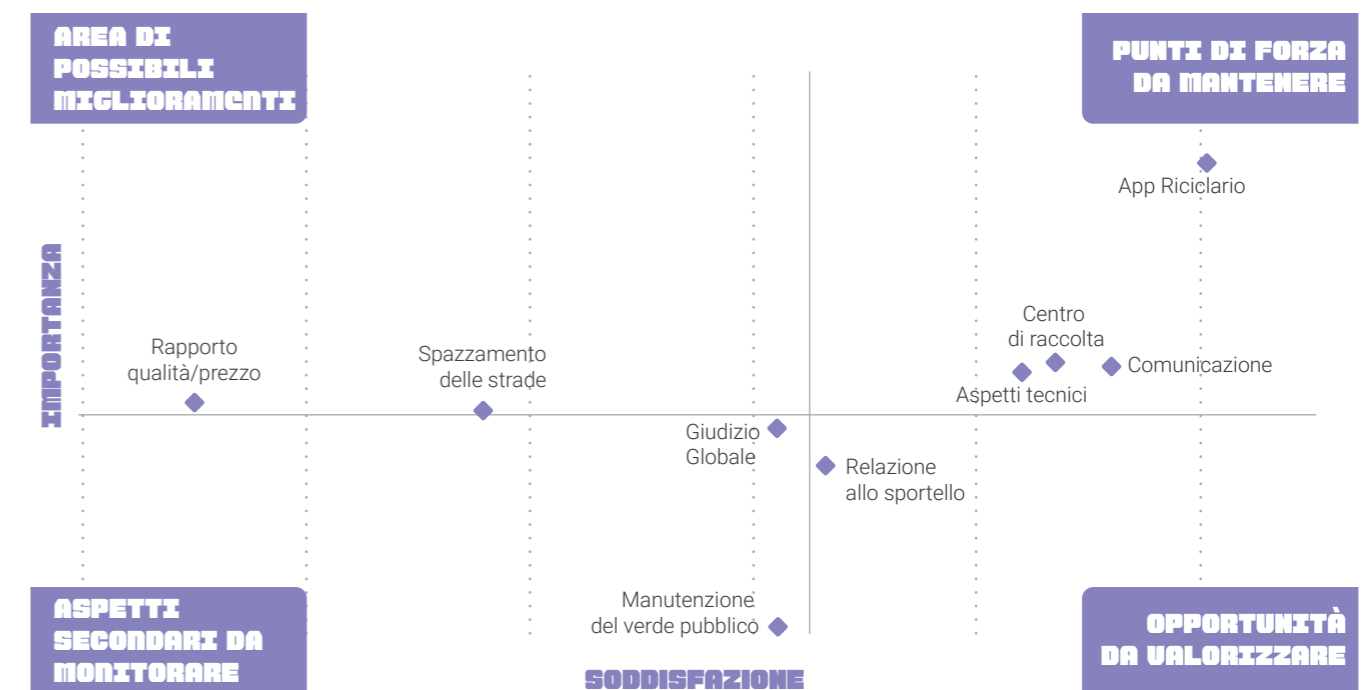 AREA DI
POSSIBILI
MIGLIORAMENTI
PUNTI DI FORZA
DA MANTENERE
App Riciclario
IMPORTANZA
Centro
di raccolta
Rapporto
qualità/prezzo
Spazzamento
delle strade
Comunicazione
Aspetti tecnici
Giudizio
Globale
Relazione
allo sportello
Manutenzione
del verde pubblico
ASPETTI
SECONDARI DA
MONITORARE
OPPORTUNITÀ
DA VALORIZZARE
SODDISFAZIONE